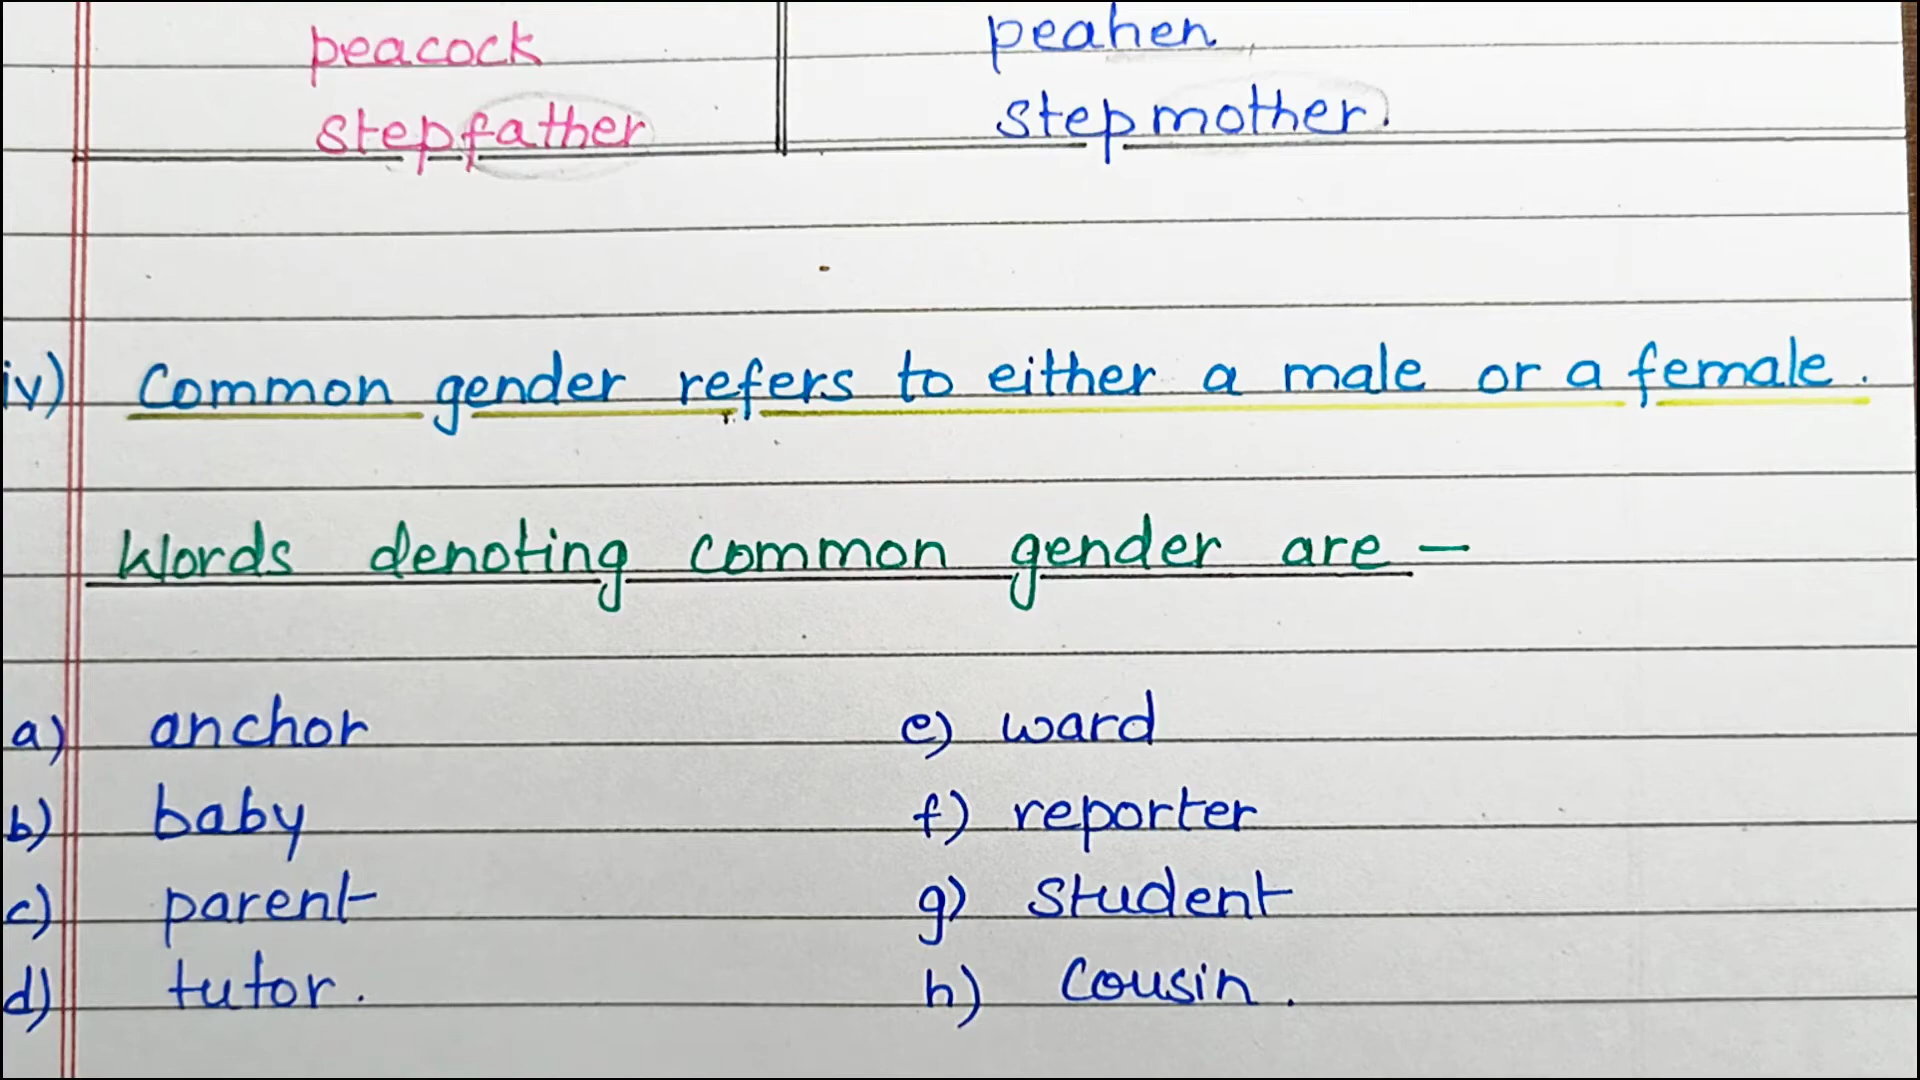 peacock peahen
stepfather stepmother.
iv) Common gender refers to either a male or a female.
Words denoting common gender are –
a) anchor e) ward
b) baby f) reporter
c) parent g) student
d) tutor. h) cousin.